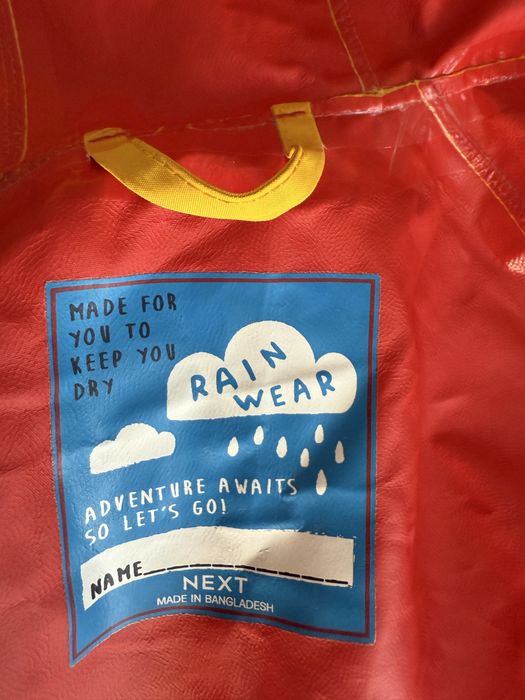 MADE FOR
YOU TO
KEEP YOU
DRY
RAIN
WEAR
ADVENTURE AWAITS
SO LET'S GO!
NAME
NEXT
MADE IN BANGLADESH